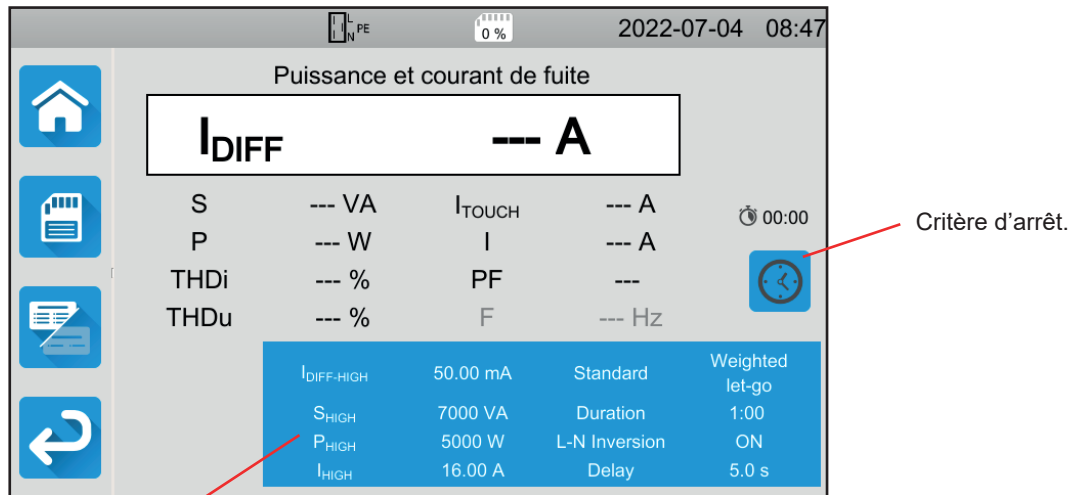 L
N PE
0 %
2022-07-04 08:47
Puissance et courant de fuite
IDIFF --- A
S --- VA ITOUCH --- A
00:00
P --- W I --- A
Critère d'arrêt.
THDi --- % PF ---
THDu --- % F --- Hz
IDIFF-HIGH 50.00 mA Standard Weighted let-go
SHIGH 7000 VA Duration 1:00
PHIGH 5000 W L-N Inversion ON
IHIGH 16.00 A Delay 5.0 s